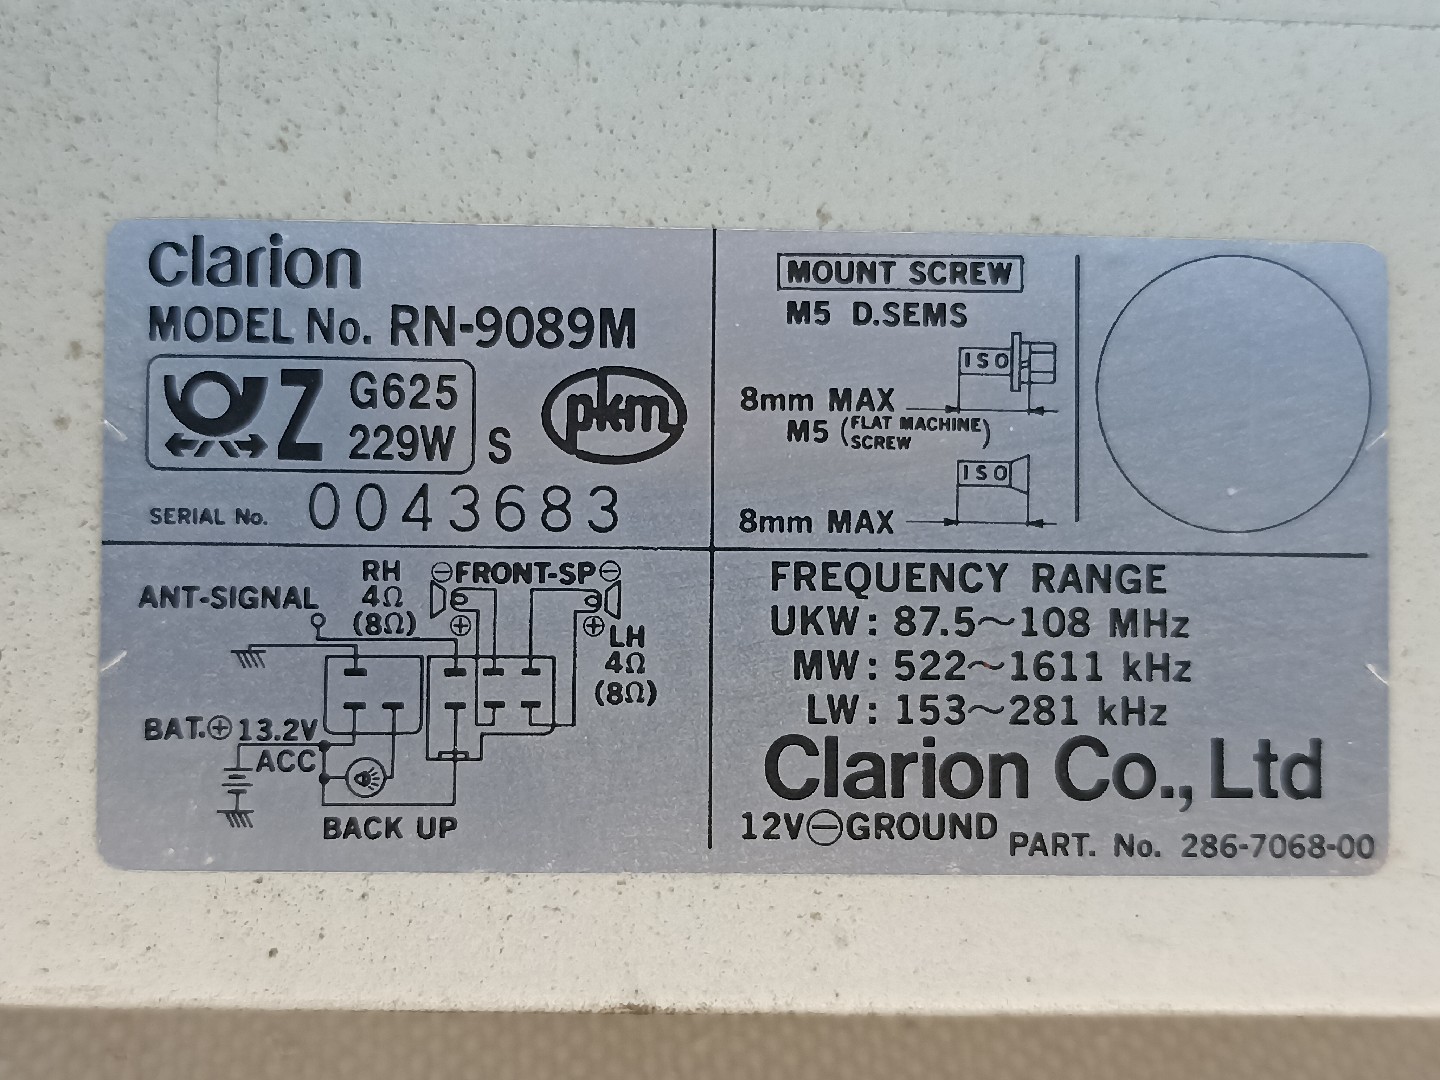 clarion
MODEL No. RN-9089M
Z G625
229W S
pkm
SERIAL No. 0043683
MOUNT SCREW
M5 D.SEMS
ISO
8mm MAX
M5 (FLAT MACHINE SCREW)
ISO
8mm MAX
RH ⊖FRONT-SP⊖
ANT-SIGNAL 4Ω
(8Ω) ⊕ ⊕ LH
4Ω
(8Ω)
BAT.⊕ 13.2V
ACC
BACK UP
FREQUENCY RANGE
UKW: 87.5~108 MHz
MW: 522~1611 kHz
LW: 153~281 kHz
Clarion Co., Ltd
12V⊖GROUND PART. No. 286-7068-00